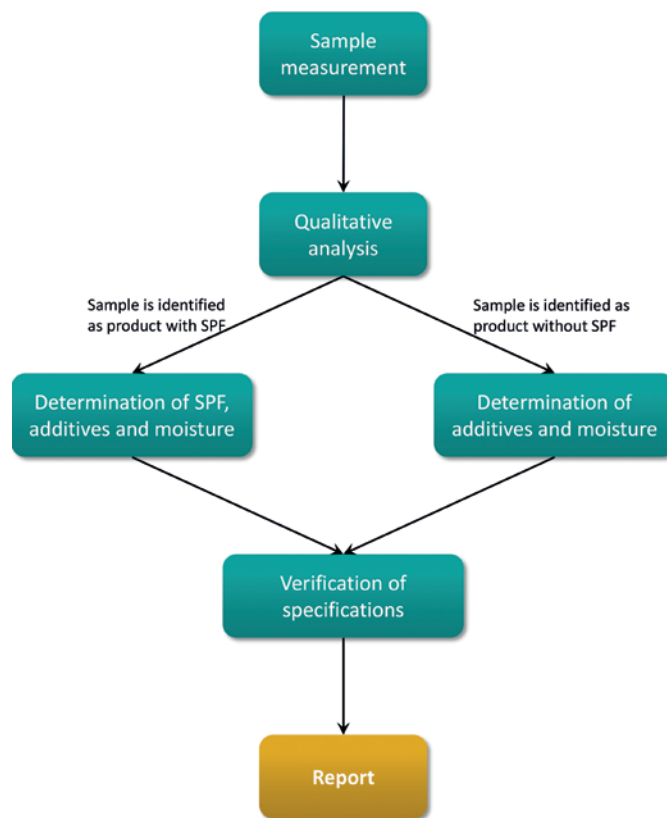 Sample
measurement
Qualitative
analysis
Sample is identified
as product with SPF
Sample is identified as
product without SPF
Determination of SPF,
additives and moisture
Determination of
additives and moisture
Verification of
specifications
Report